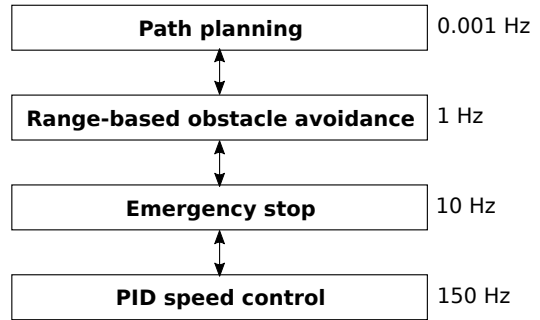 Path planning 0.001 Hz
Range-based obstacle avoidance 1 Hz
Emergency stop 10 Hz
PID speed control 150 Hz